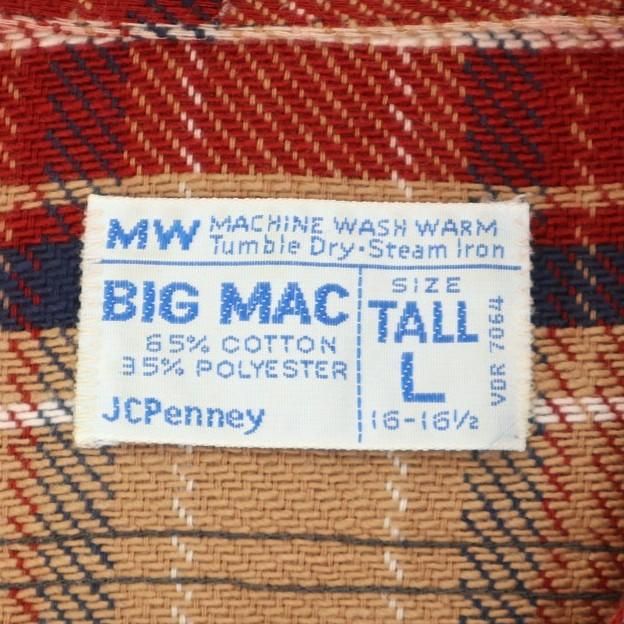 MW MACHINE WASH WARM
Tumble Dry·Steam Iron
BIG MAC
65% COTTON
35% POLYESTER
JCPenney
SIZE
TALL
L
16-16½
VDR 7064